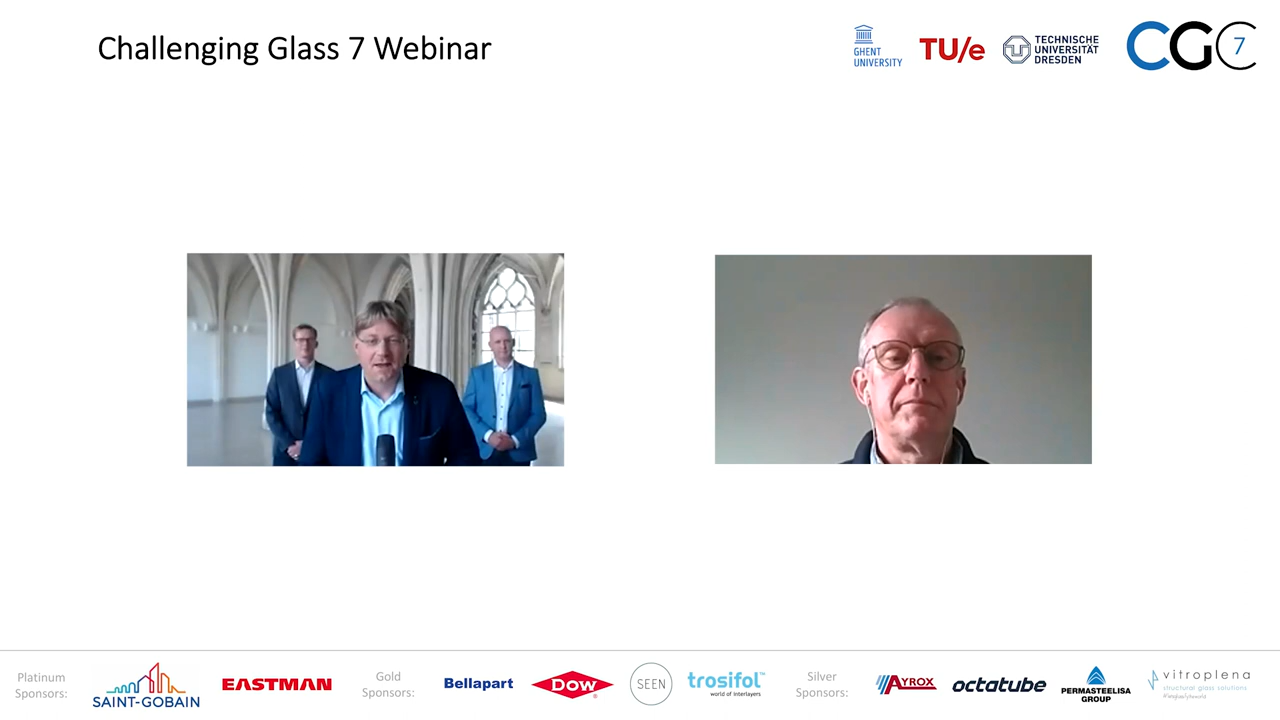 Challenging Glass 7 Webinar
GHENT
UNIVERSITY
TU/e
TECHNISCHE
UNIVERSITÄT
DRESDEN
CGC
7
Platinum
Sponsors:
SAINT-GOBAIN
EASTMAN
Gold
Sponsors:
Bellapart
DOW
SEEN
trosifol™
world of interlayers
Silver
Sponsors:
AYROX
octatube
PERMASTEELISA
GROUP
vitroplena
structural glass solutions